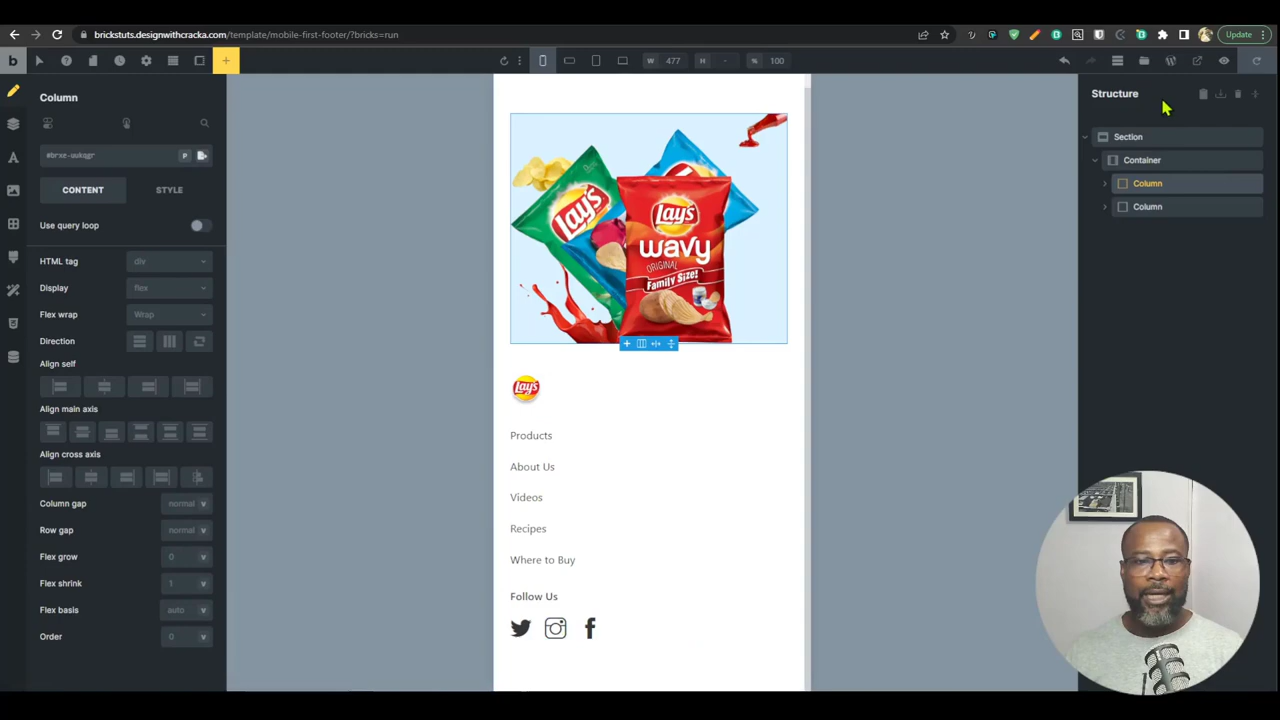 brickstuts.designwithcracka.com/template/mobile-first-footer/?bricks=run
Update
b
W 477 H - % 100
Column
#brxe-uukqgr P
CONTENT STYLE
Use query loop
HTML tag div
Display flex
Flex wrap Wrap
Direction
Align self
Align main axis
Align cross axis
Column gap normal
Row gap normal
Flex grow 0
Flex shrink 1
Flex basis auto
Order 0
Lay's
Lay's
wavy
ORIGINAL
Family Size!
Lay's
Products
About Us
Videos
Recipes
Where to Buy
Follow Us
Structure
Section
Container
Column
Column